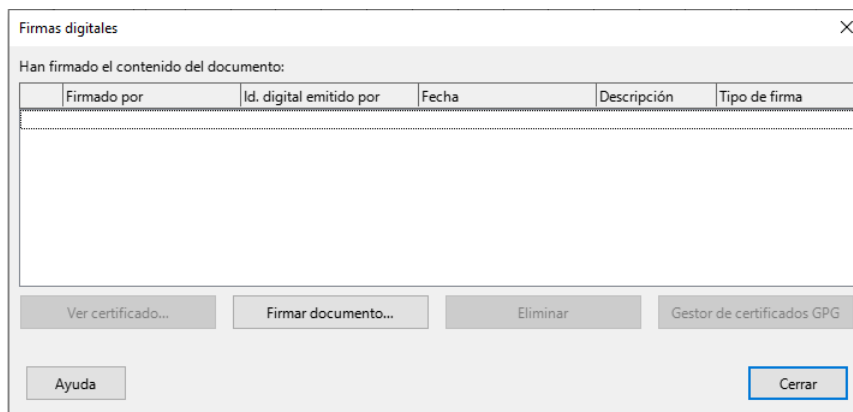 Firmas digitales
Han firmado el contenido del documento:
Firmado por Id. digital emitido por Fecha Descripción Tipo de firma
Ver certificado... Firmar documento... Eliminar Gestor de certificados GPG
Ayuda Cerrar